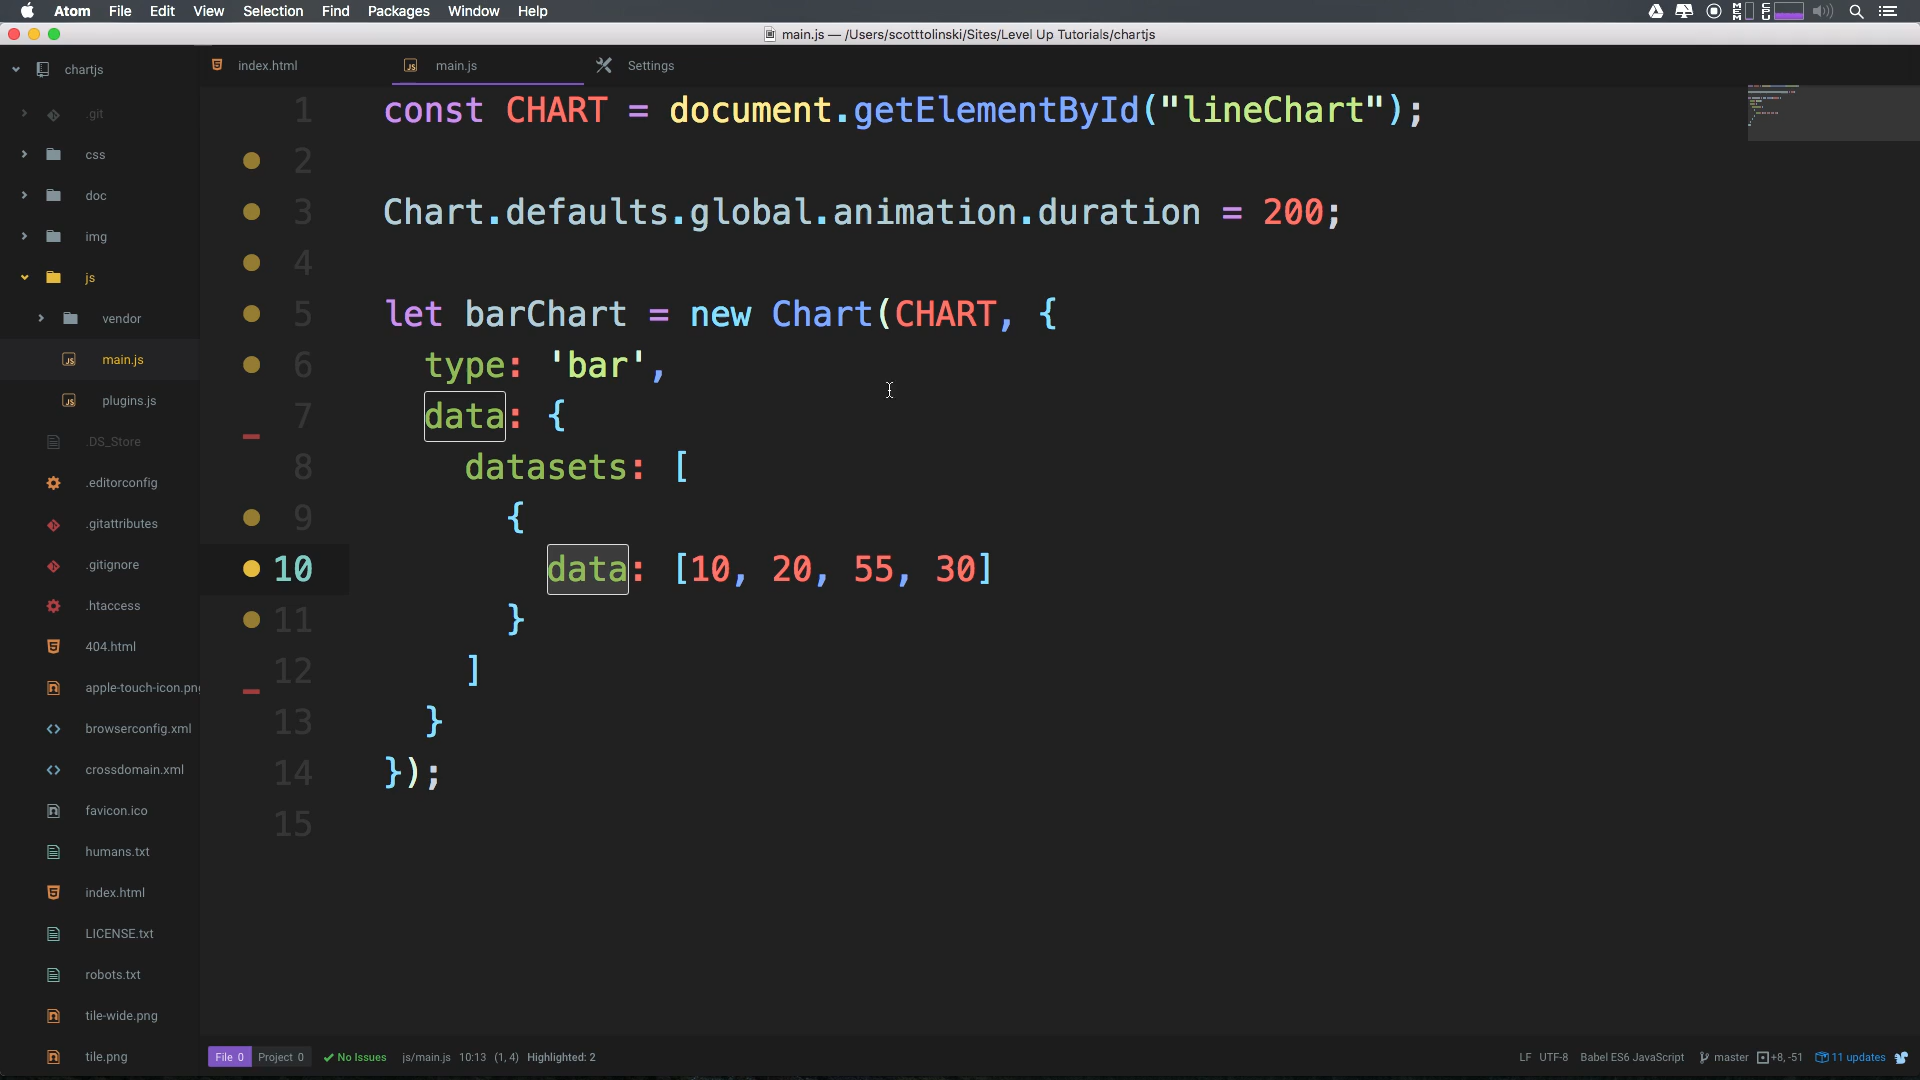 Atom File Edit View Selection Find Packages Window Help
main.js — /Users/scotttolinski/Sites/Level Up Tutorials/chartjs
chartjs
.git
css
doc
img
js
vendor
main.js
plugins.js
.DS_Store
.editorconfig
.gitattributes
.gitignore
.htaccess
404.html
apple-touch-icon.png
browserconfig.xml
crossdomain.xml
favicon.ico
humans.txt
index.html
LICENSE.txt
robots.txt
tile-wide.png
tile.png
index.html main.js Settings
1 const CHART = document.getElementById("lineChart");
2
3 Chart.defaults.global.animation.duration = 200;
4
5 let barChart = new Chart(CHART, {
6 type: 'bar',
7 data: {
8 datasets: [
9 {
10 data: [10, 20, 55, 30]
11 }
12 ]
13 }
14 });
15
File 0 Project 0 No Issues js/main.js 10:13 (1, 4) Highlighted: 2 LF UTF-8 Babel ES6 JavaScript master +8, -51 11 updates